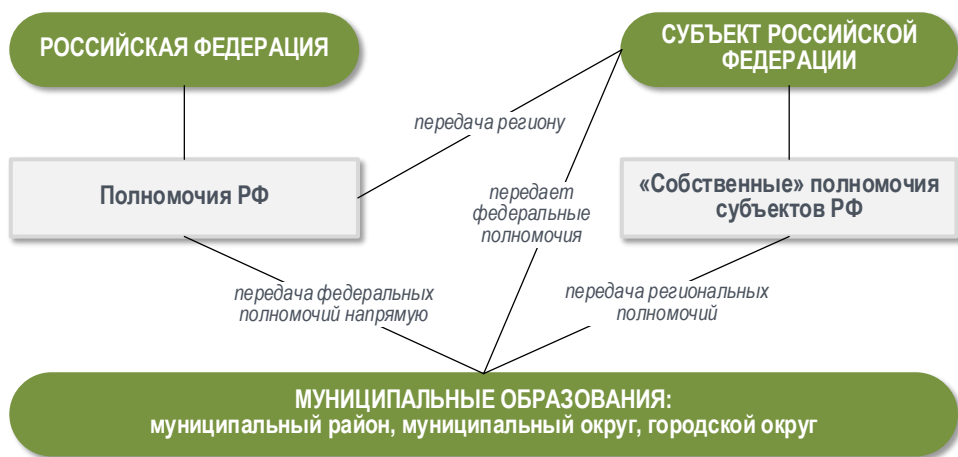 РОССИЙСКАЯ ФЕДЕРАЦИЯ
СУБЪЕКТ РОССИЙСКОЙ
ФЕДЕРАЦИИ
передача региону
Полномочия РФ
передает
федеральные
полномочия
«Собственные» полномочия
субъектов РФ
передача федеральных
полномочий напрямую
передача региональных
полномочий
МУНИЦИПАЛЬНЫЕ ОБРАЗОВАНИЯ:
муниципальный район, муниципальный округ, городской округ